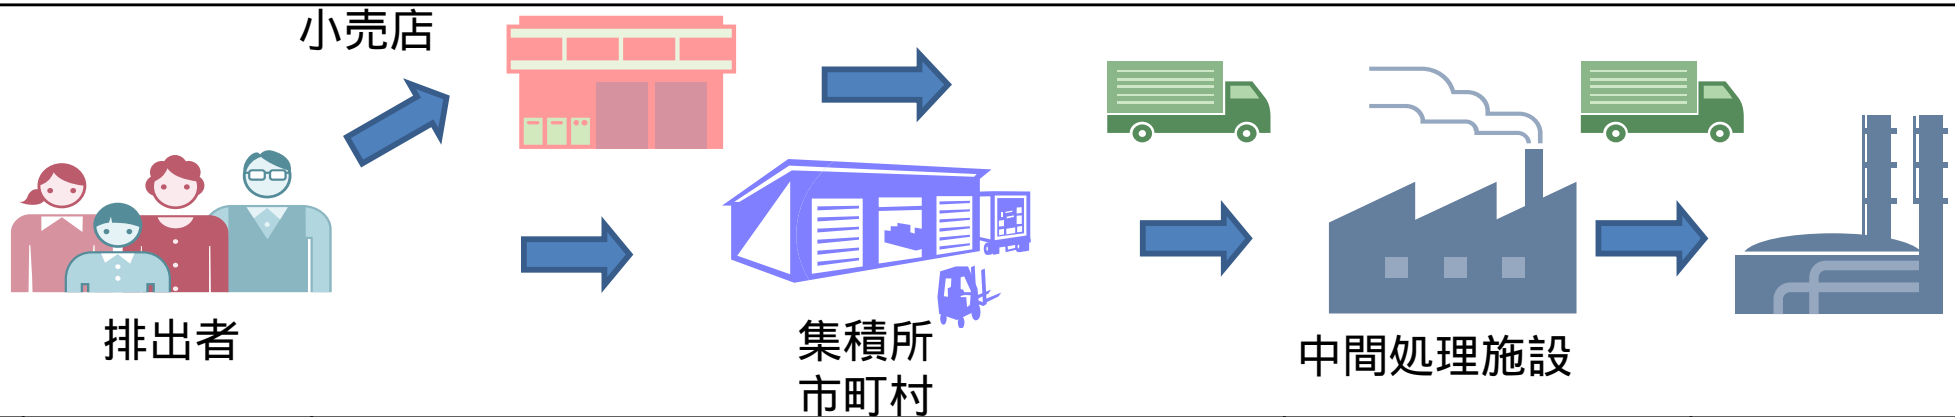 小売店
排出者
集積所
市町村
中間処理施設